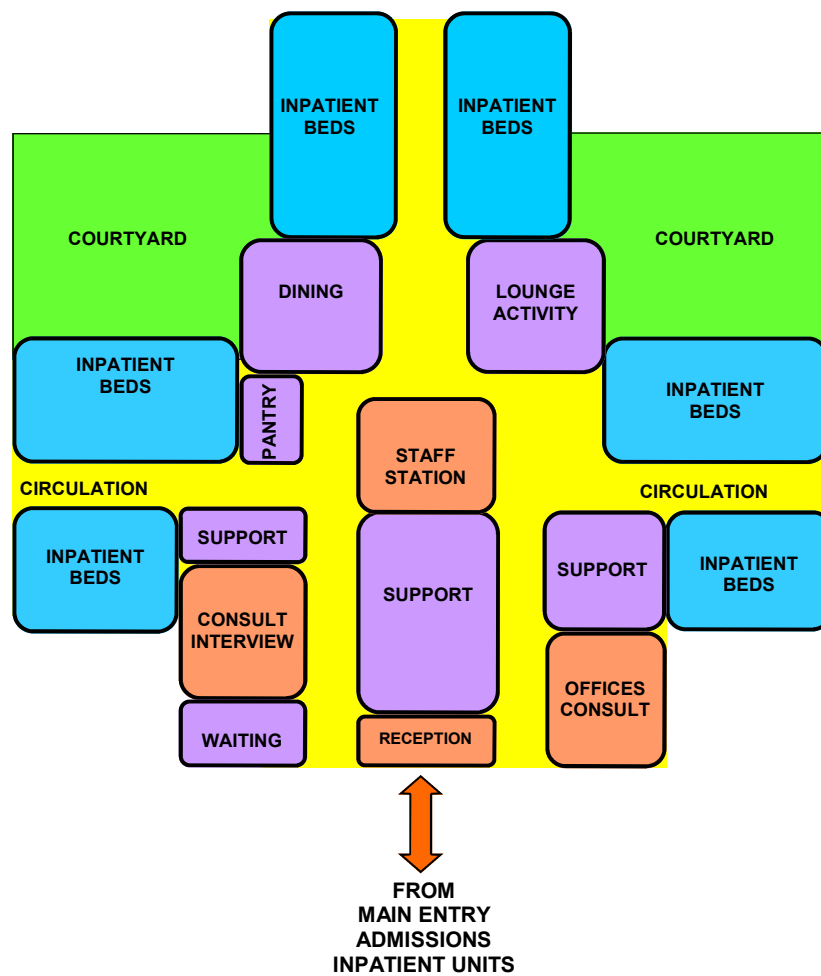 INPATIENT
BEDS
INPATIENT
BEDS
COURTYARD
COURTYARD
DINING
LOUNGE
ACTIVITY
INPATIENT
BEDS
PANTRY
INPATIENT
BEDS
STAFF
STATION
CIRCULATION
CIRCULATION
INPATIENT
BEDS
SUPPORT
SUPPORT
SUPPORT
INPATIENT
BEDS
CONSULT
INTERVIEW
OFFICES
CONSULT
WAITING
RECEPTION
FROM
MAIN ENTRY
ADMISSIONS
INPATIENT UNITS